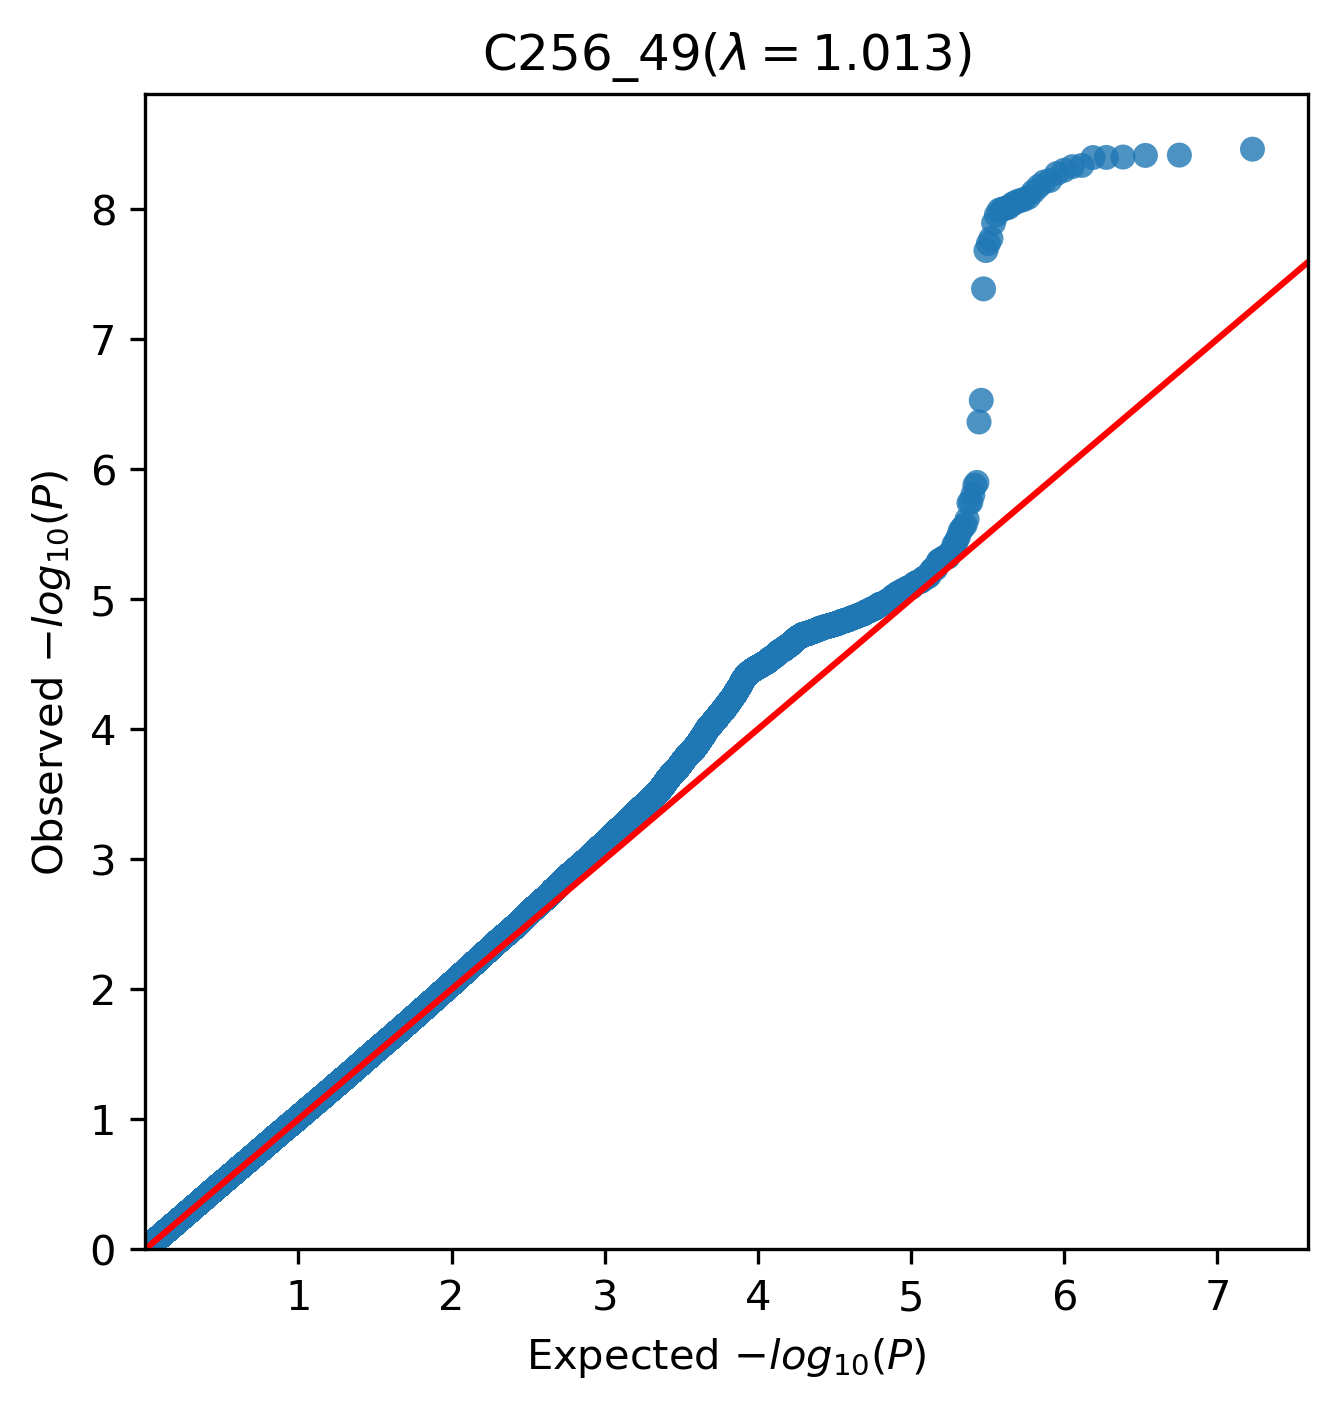 C256_49(λ = 1.013)
Observed −log₁₀(P)
8
7
6
5
4
3
2
1
0
1 2 3 4 5 6 7
Expected −log₁₀(P)